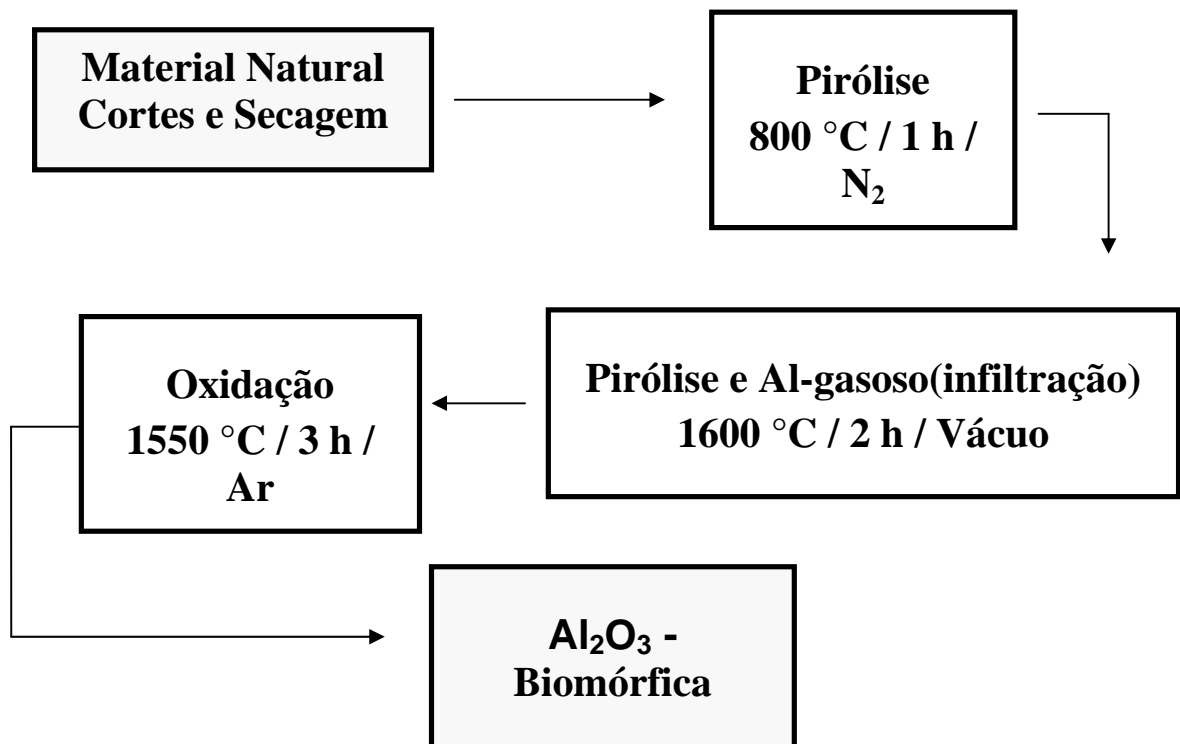 Material Natural
Cortes e Secagem
Pirólise
800 °C / 1 h /
N₂
Pirólise e Al-gasoso(infiltração)
1600 °C / 2 h / Vácuo
Oxidação
1550 °C / 3 h /
Ar
Al₂O₃ -
Biomórfica